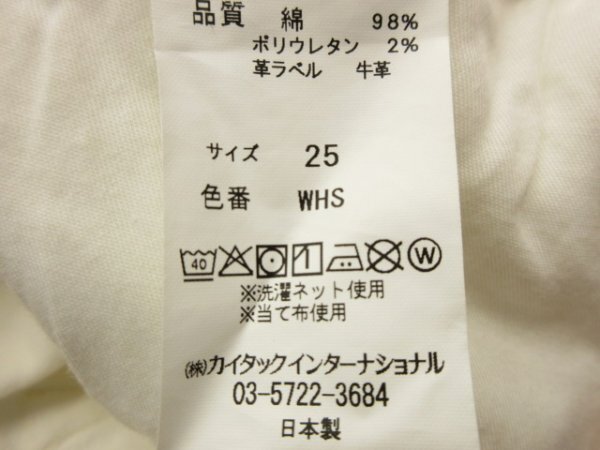 品質 綿 98%
ポリウレタン 2%
革ラベル 牛革
サイズ 25
色番 WHS
40 W
※洗濯ネット使用
※当て布使用
㈱カイタックインターナショナル
03-5722-3684
日本製